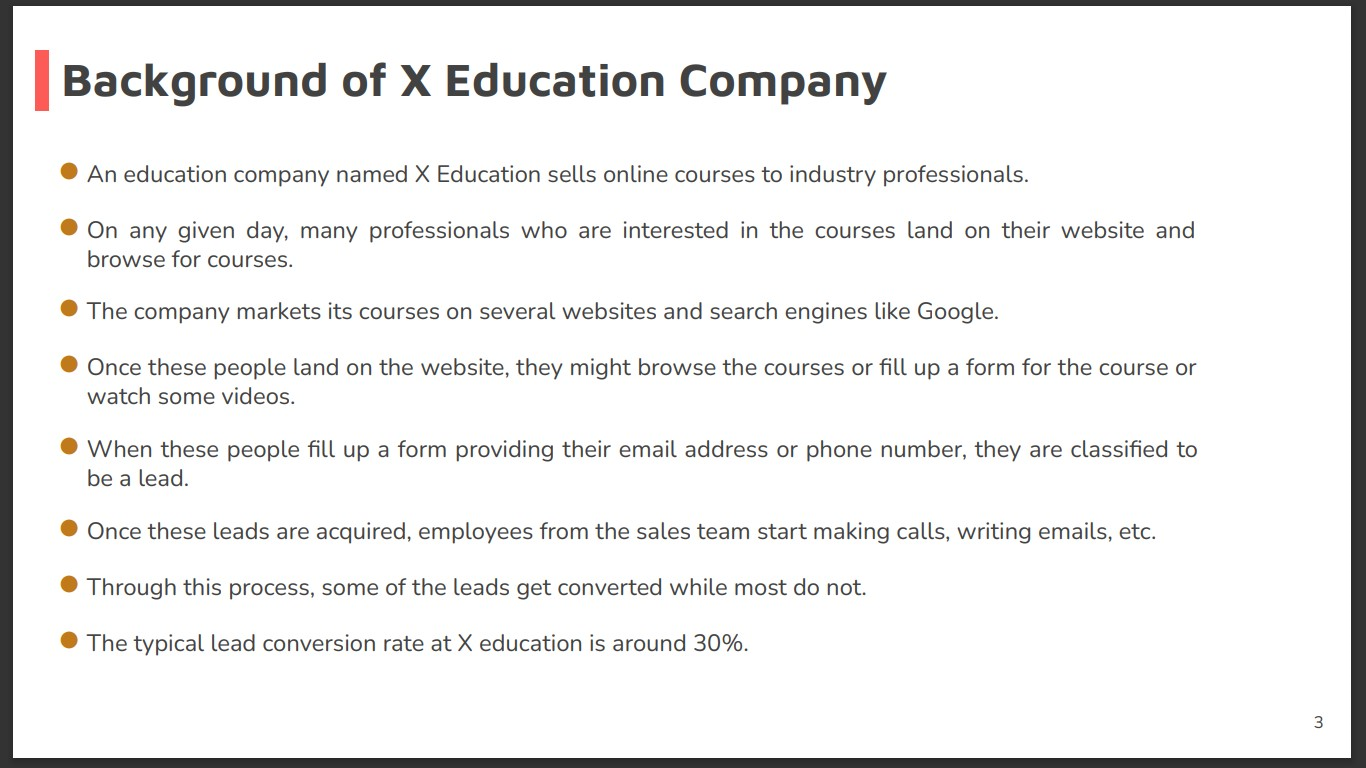 Background of X Education Company
An education company named X Education sells online courses to industry professionals.
On any given day, many professionals who are interested in the courses land on their website and
browse for courses.
The company markets its courses on several websites and search engines like Google.
Once these people land on the website, they might browse the courses or fill up a form for the course or
watch some videos.
When these people fill up a form providing their email address or phone number, they are classified to
be a lead.
Once these leads are acquired, employees from the sales team start making calls, writing emails, etc.
Through this process, some of the leads get converted while most do not.
The typical lead conversion rate at X education is around 30%.
3